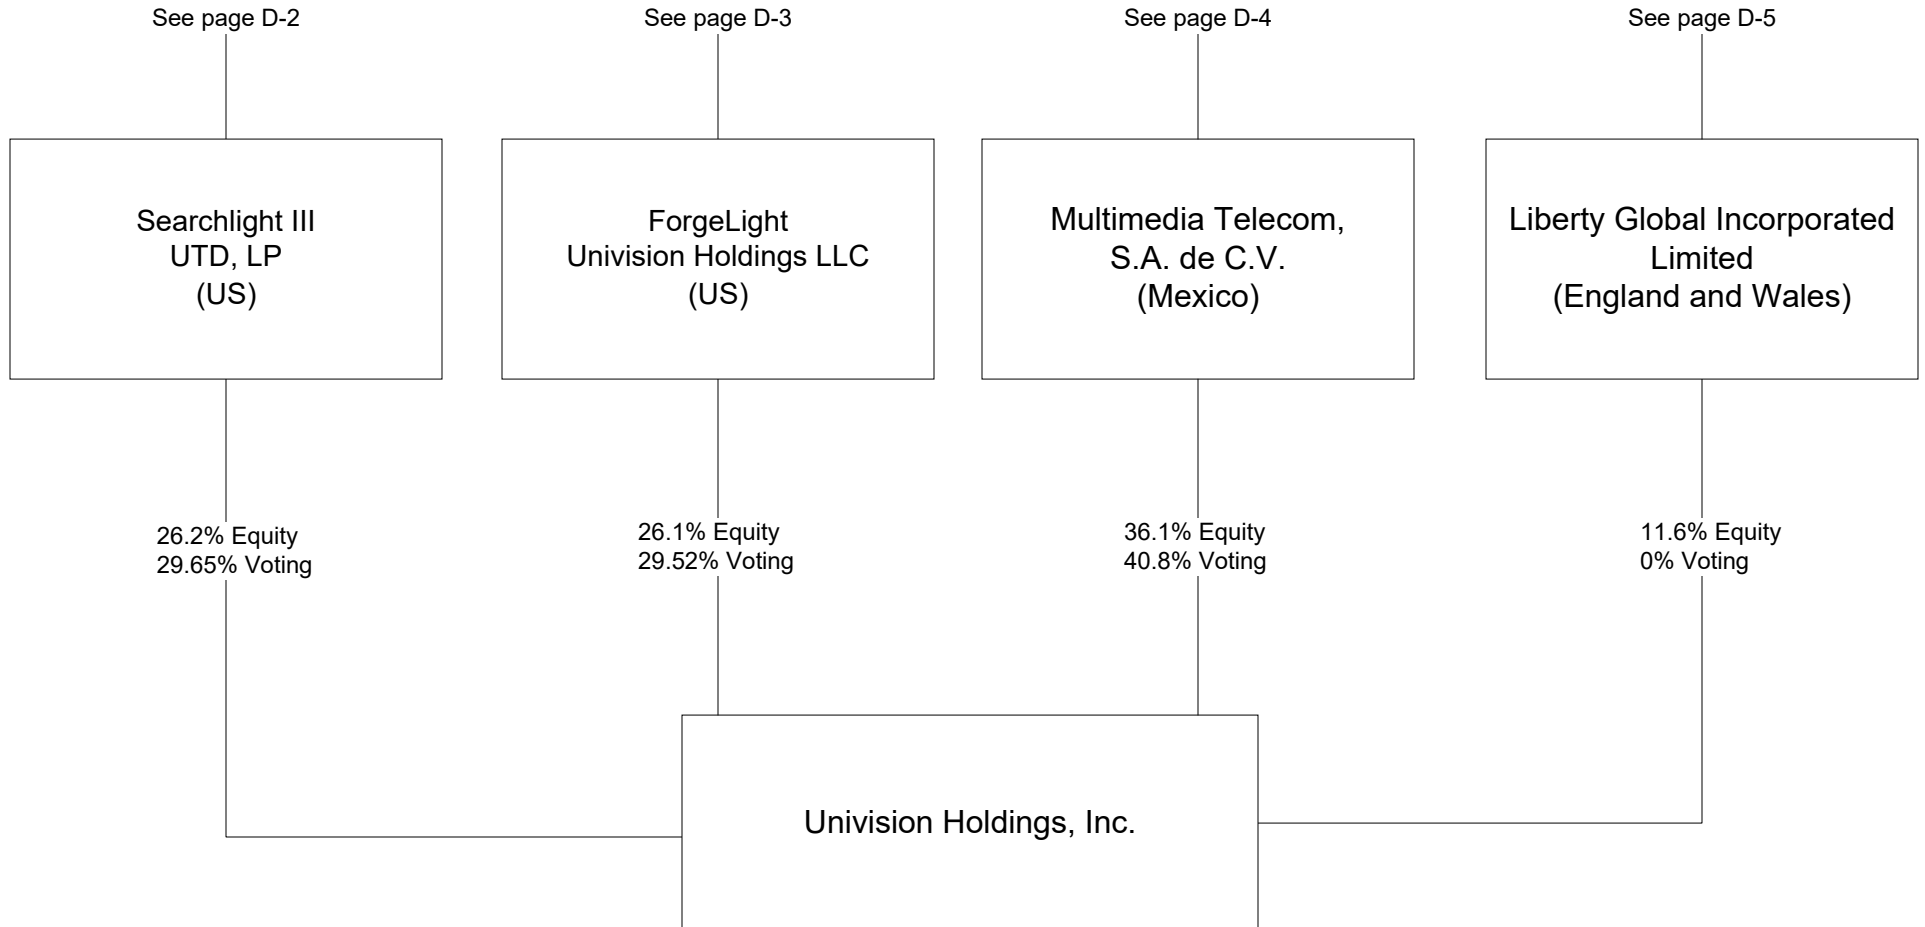 See page D-2
See page D-3
See page D-4
See page D-5
Searchlight III
UTD, LP
(US)
ForgeLight
Univision Holdings LLC
(US)
Multimedia Telecom,
S.A. de C.V.
(Mexico)
Liberty Global Incorporated
Limited
(England and Wales)
26.2% Equity
29.65% Voting
26.1% Equity
29.52% Voting
36.1% Equity
40.8% Voting
11.6% Equity
0% Voting
Univision Holdings, Inc.